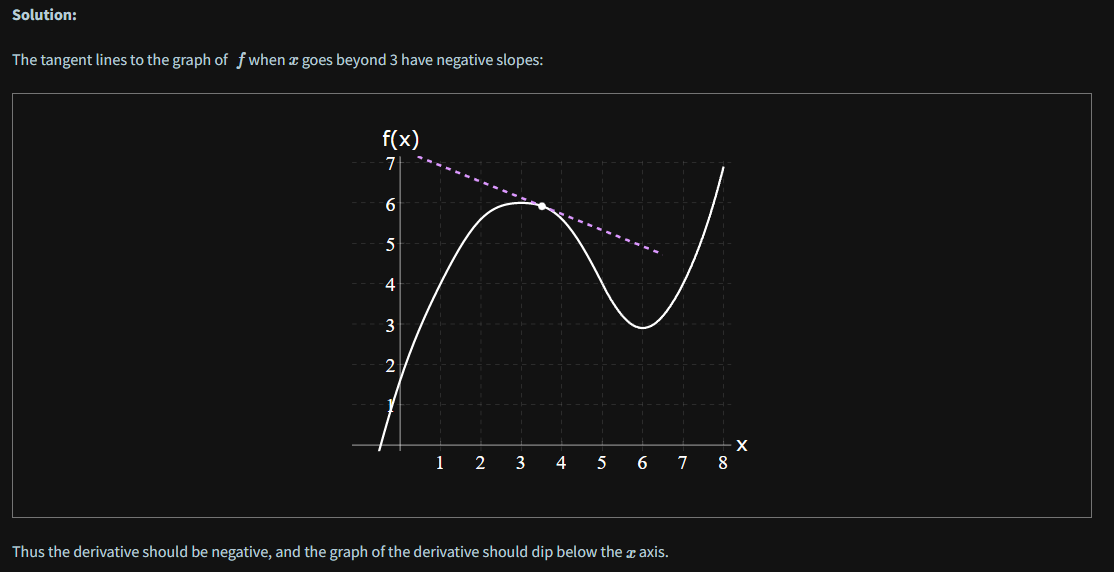 Solution:
The tangent lines to the graph of f when x goes beyond 3 have negative slopes:
f(x)
7
6
5
4
3
2
1
x
1 2 3 4 5 6 7 8
Thus the derivative should be negative, and the graph of the derivative should dip below the x axis.